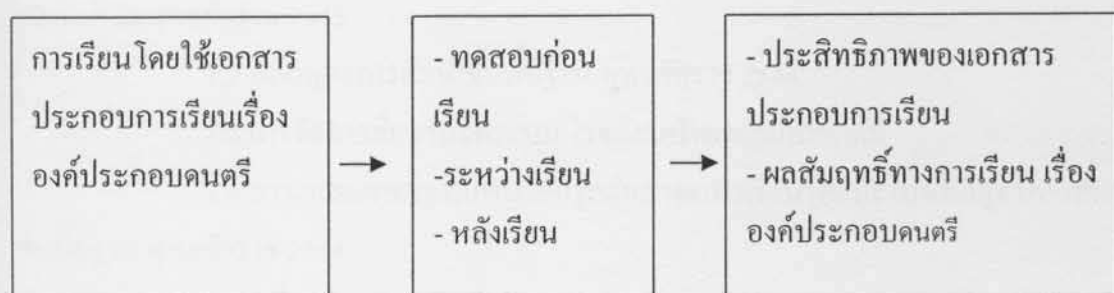 การเรียนโดยใช้เอกสาร
ประกอบการเรียนเรื่อง
องค์ประกอบดนตรี
- ทดสอบก่อน
เรียน
-ระหว่างเรียน
- หลังเรียน
- ประสิทธิภาพของเอกสาร
ประกอบการเรียน
- ผลสัมฤทธิ์ทางการเรียน เรื่อง
องค์ประกอบดนตรี